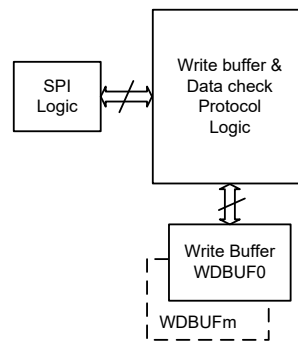 SPI
Logic
Write buffer &
Data check
Protocol
Logic
Write Buffer
WDBUF0
WDBUFm